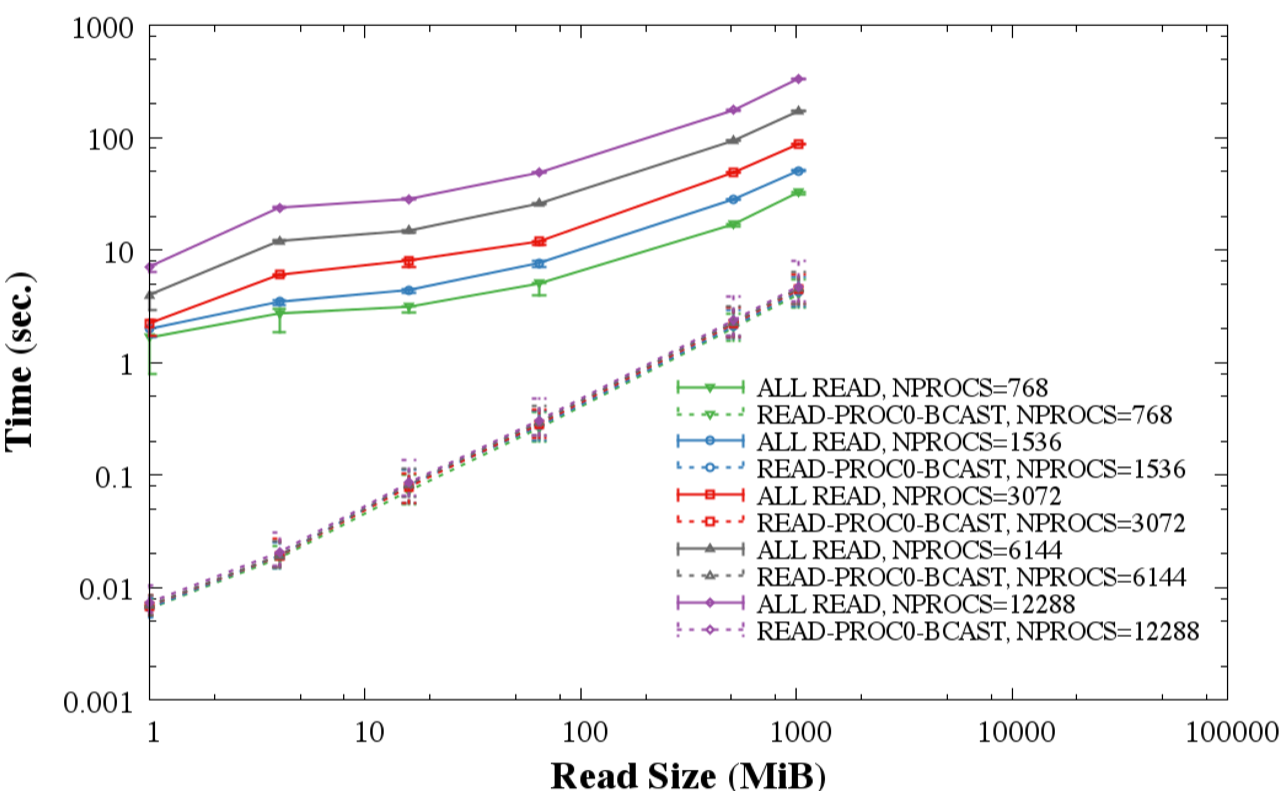 1000
100
10
1
0.1
0.01
0.001
Time (sec.)
ALL READ, NPROCS=768
READ-PROC0-BCAST, NPROCS=768
ALL READ, NPROCS=1536
READ-PROC0-BCAST, NPROCS=1536
ALL READ, NPROCS=3072
READ-PROC0-BCAST, NPROCS=3072
ALL READ, NPROCS=6144
READ-PROC0-BCAST, NPROCS=6144
ALL READ, NPROCS=12288
READ-PROC0-BCAST, NPROCS=12288
1 10 100 1000 10000 100000
Read Size (MiB)